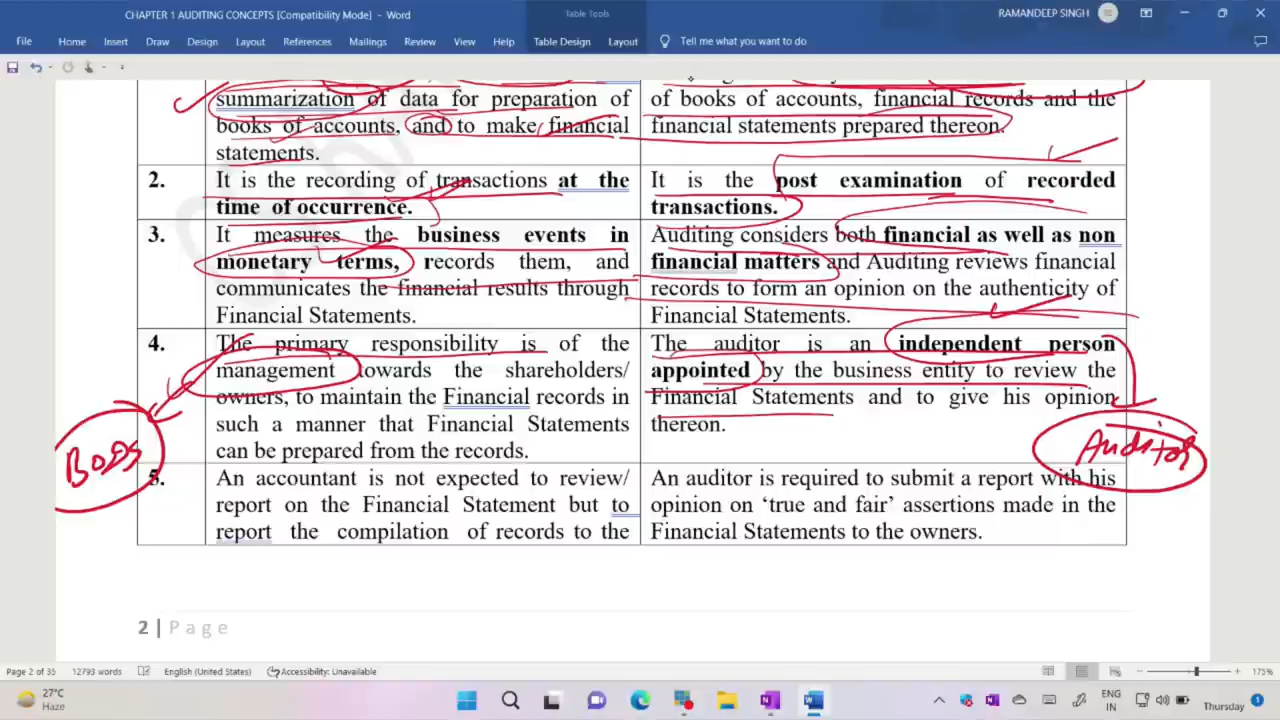 CHAPTER 1 AUDITING CONCEPTS [Compatibility Mode] - Word
Table Tools
RAMANDEEP SINGH
File Home Insert Draw Design Layout References Mailings Review View Help Table Design Layout Tell me what you want to do
summarization of data for preparation of
books of accounts, and to make financial
statements.
of books of accounts, financial records and the
financial statements prepared thereon.
2.
It is the recording of transactions at the
time of occurrence.
It is the post examination of recorded
transactions.
3.
It measures the business events in
monetary terms, records them, and
communicates the financial results through
Financial Statements.
Auditing considers both financial as well as non
financial matters and Auditing reviews financial
records to form an opinion on the authenticity of
Financial Statements.
4.
The primary responsibility is of the
management towards the shareholders/
owners, to maintain the Financial records in
such a manner that Financial Statements
can be prepared from the records.
The auditor is an independent person
appointed by the business entity to review the
Financial Statements and to give his opinion
thereon.
Auditor
5.
An accountant is not expected to review/
report on the Financial Statement but to
report the compilation of records to the
An auditor is required to submit a report with his
opinion on ‘true and fair’ assertions made in the
Financial Statements to the owners.
2 | Page
Page 2 of 35 12793 words English (United States) Accessibility: Unavailable 175%
27°C
Haze
ENG
IN
Thursday
1